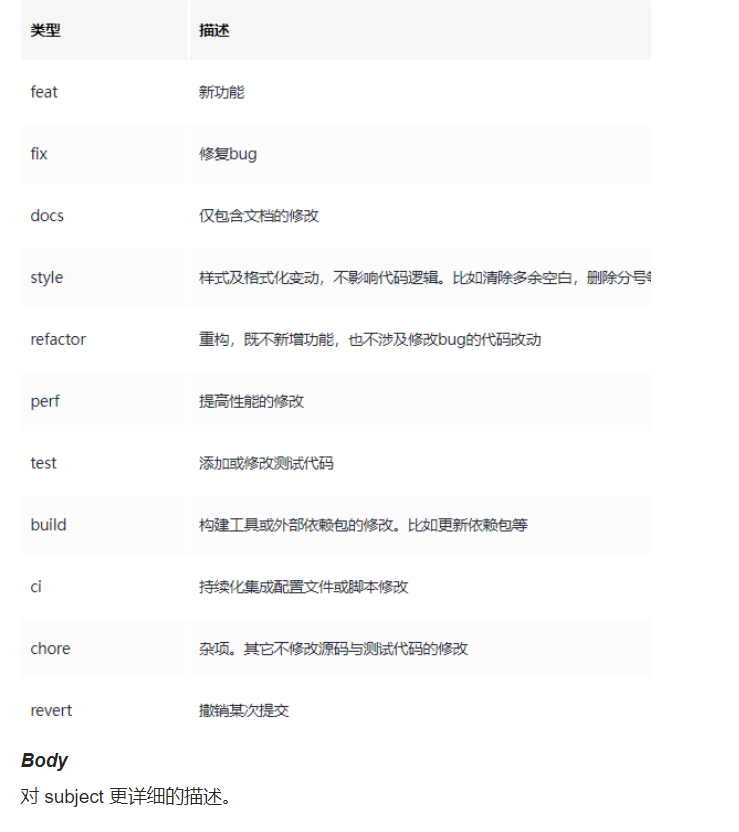 类型 描述
feat 新功能
fix 修复bug
docs 仅包含文档的修改
style 样式及格式化变动，不影响代码逻辑。比如清除多余空白，删除分号
refactor 重构，既不新增功能，也不涉及修改bug的代码改动
perf 提高性能的修改
test 添加或修改测试代码
build 构建工具或外部依赖包的修改。比如更新依赖包等
ci 持续化集成配置文件或脚本修改
chore 杂项。其它不修改源码与测试代码的修改
revert 撤销某次提交
Body
对 subject 更详细的描述。